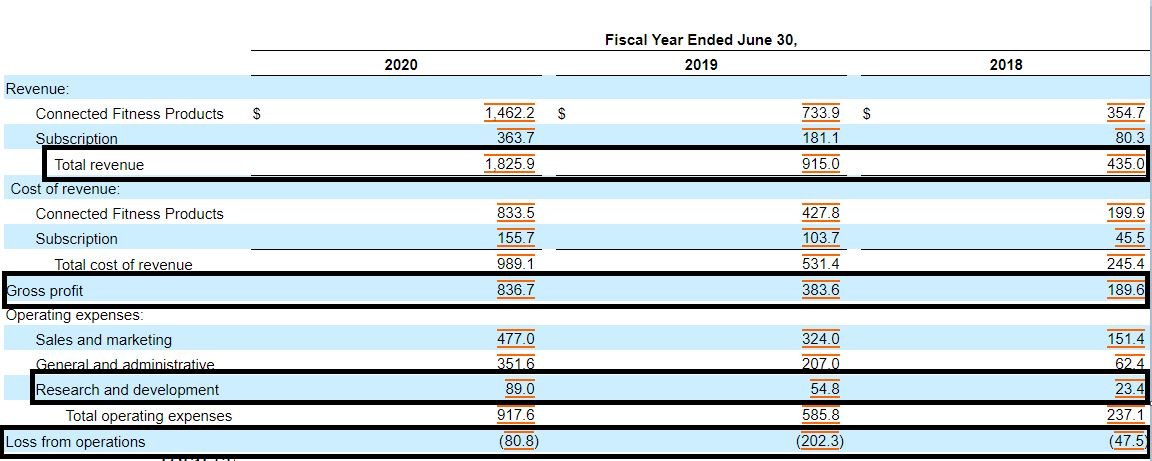 Fiscal Year Ended June 30,
2020 2019 2018
Revenue:
Connected Fitness Products $ 1,462.2 $ 733.9 $ 354.7
Subscription 363.7 181.1 80.3
Total revenue 1,825.9 915.0 435.0
Cost of revenue:
Connected Fitness Products 833.5 427.8 199.9
Subscription 155.7 103.7 45.5
Total cost of revenue 989.1 531.4 245.4
Gross profit 836.7 383.6 189.6
Operating expenses:
Sales and marketing 477.0 324.0 151.4
General and administrative 351.6 207.0 62.4
Research and development 89.0 54.8 23.4
Total operating expenses 917.6 585.8 237.1
Loss from operations (80.8) (202.3) (47.5)